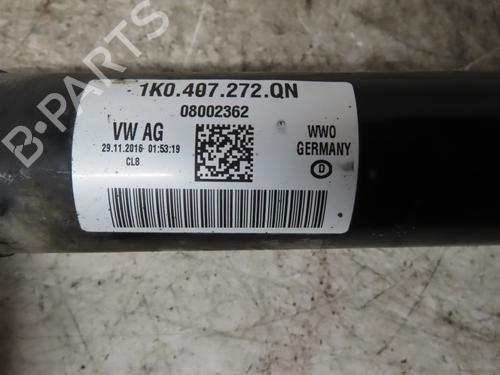 1K0.407.272.QN
08002362
VW AG
29.11.2016 01:53:19
CL8
WWO
GERMANY
D
B-PARTS